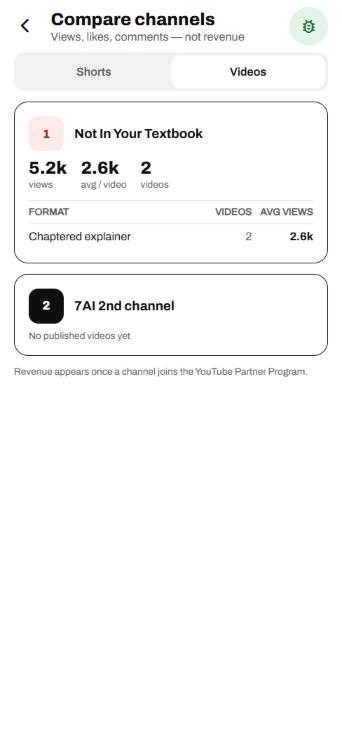 Compare channels
Views, likes, comments — not revenue
Shorts
Videos
1
Not In Your Textbook
5.2k 2.6k 2
views avg / video videos
FORMAT VIDEOS AVG VIEWS
Chaptered explainer 2 2.6k
2
7AI 2nd channel
No published videos yet
Revenue appears once a channel joins the YouTube Partner Program.